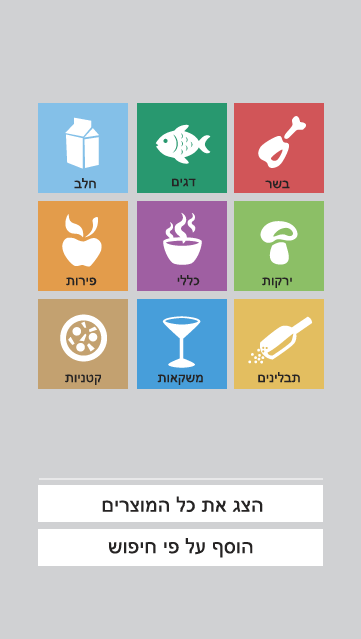 בשר
דגים
חלב
ירקות
כללי
פירות
תבלינים
משקאות
קטניות
הצג את כל המוצרים
הוסף על פי חיפוש